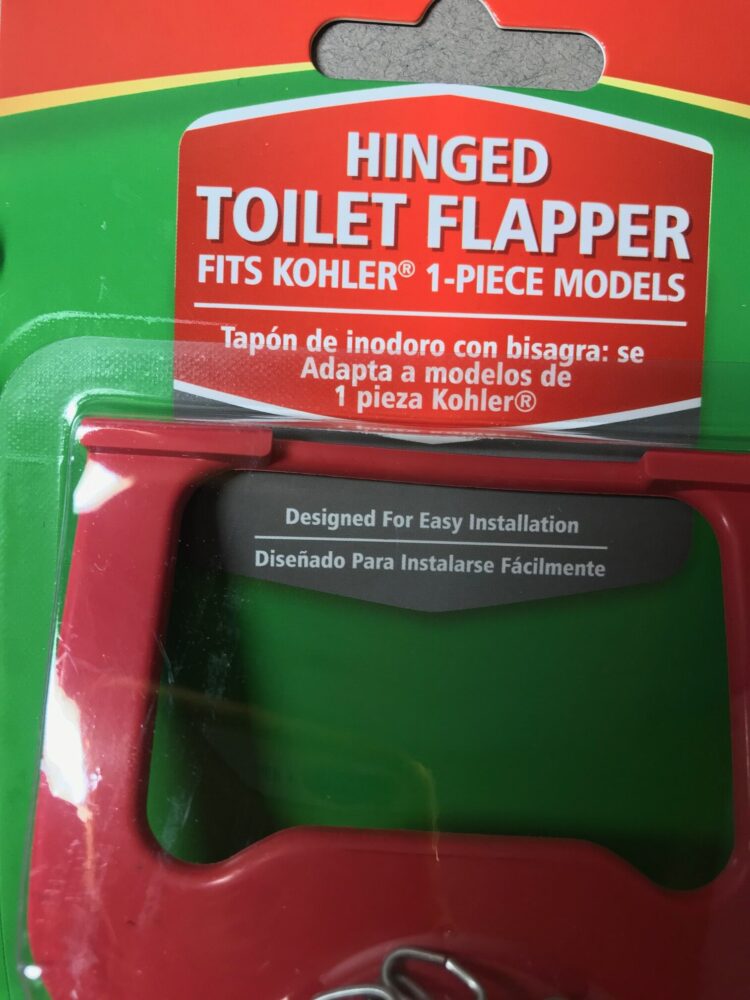 HINGED
TOILET FLAPPER
FITS KOHLER® 1-PIECE MODELS
Tapón de inodoro con bisagra: se
Adapta a modelos de
1 pieza Kohler®
Designed For Easy Installation
Diseñado Para Instalarse Fácilmente